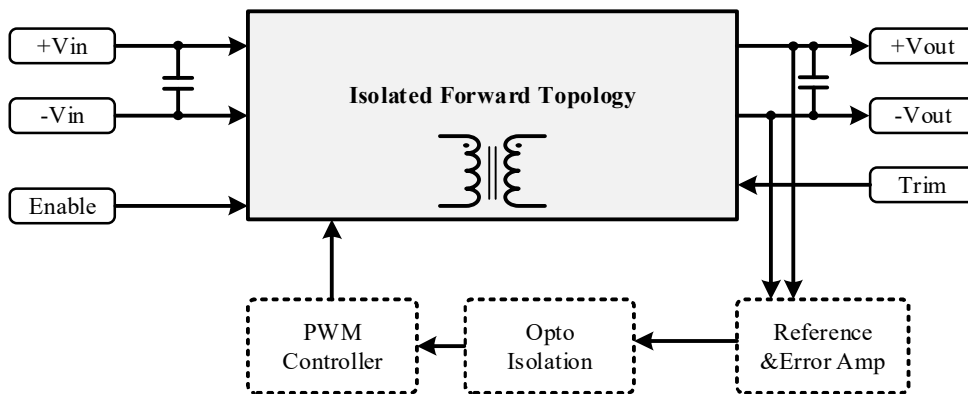 +Vin
+Vout
Isolated Forward Topology
-Vin
-Vout
Enable
Trim
PWM
Controller
Opto
Isolation
Reference
&Error Amp